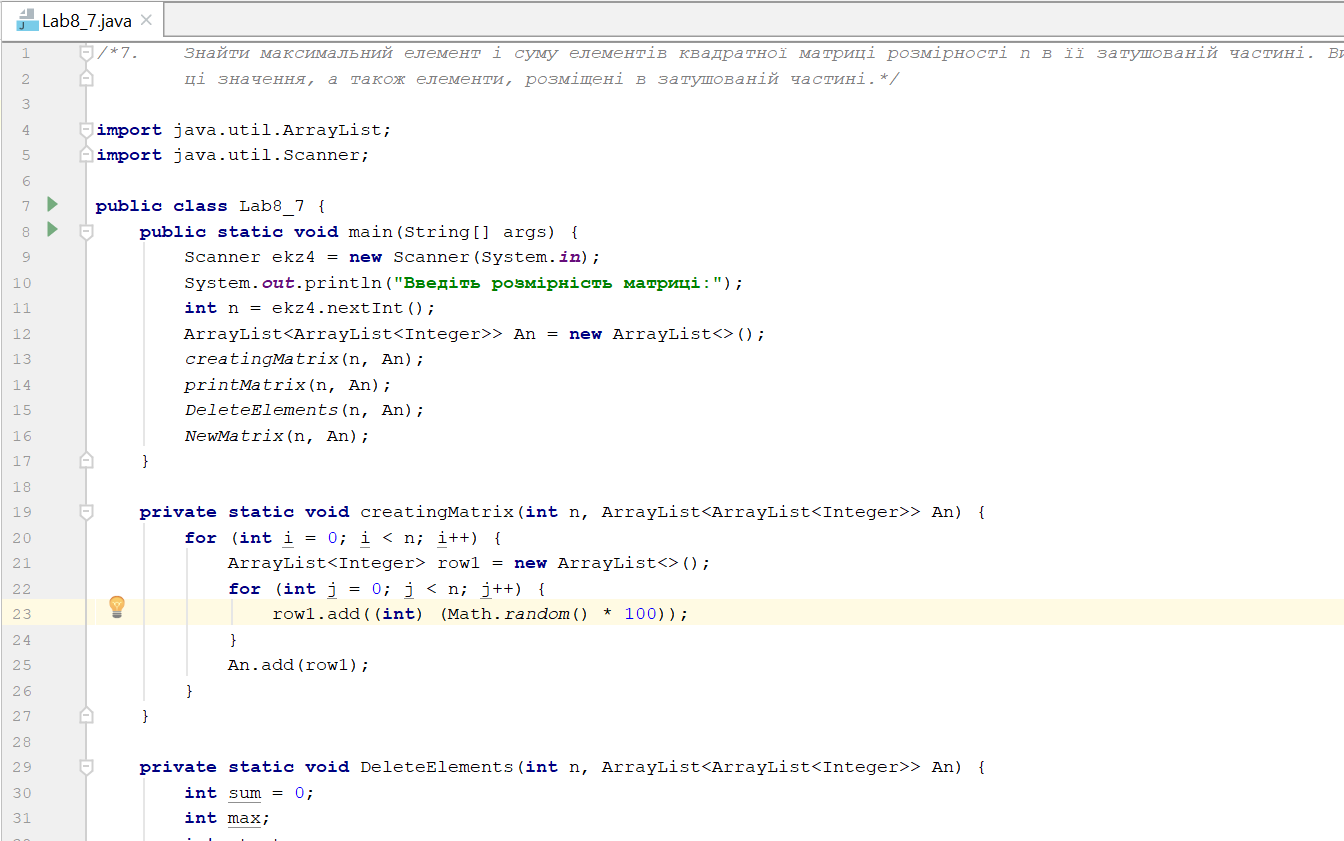 Lab8_7.java
1 /*7. Знайти максимальний елемент і суму елементів квадратної матриці розмірності n в її затушованій частині.
2 ці значення, а також елементи, розміщені в затушованій частині.*/
3
4 import java.util.ArrayList;
5 import java.util.Scanner;
6
7 public class Lab8_7 {
8 public static void main(String[] args) {
9 Scanner ekz4 = new Scanner(System.in);
10 System.out.println("Введіть розмірність матриці:");
11 int n = ekz4.nextInt();
12 ArrayList<ArrayList<Integer>> An = new ArrayList<>();
13 creatingMatrix(n, An);
14 printMatrix(n, An);
15 DeleteElements(n, An);
16 NewMatrix(n, An);
17 }
18
19 private static void creatingMatrix(int n, ArrayList<ArrayList<Integer>> An) {
20 for (int i = 0; i < n; i++) {
21 ArrayList<Integer> row1 = new ArrayList<>();
22 for (int j = 0; j < n; j++) {
23 row1.add((int) (Math.random() * 100));
24 }
25 An.add(row1);
26 }
27 }
28
29 private static void DeleteElements(int n, ArrayList<ArrayList<Integer>> An) {
30 int sum = 0;
31 int max;